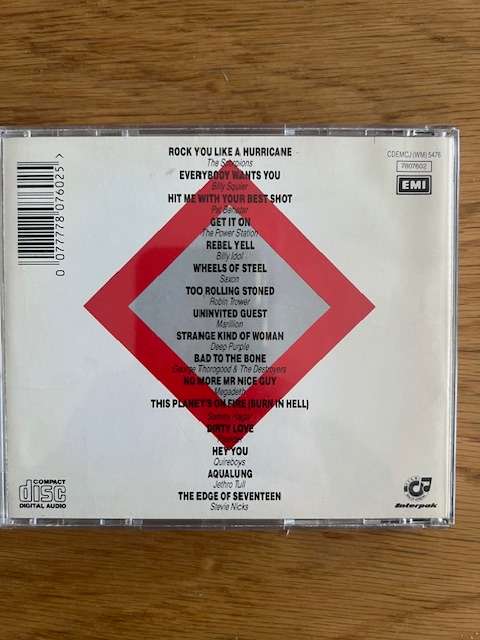 ROCK YOU LIKE A HURRICANE
The Scorpions
EVERYBODY WANTS YOU
Billy Squier
HIT ME WITH YOUR BEST SHOT
Pat Benatar
GET IT ON
The Power Station
REBEL YELL
Billy Idol
WHEELS OF STEEL
Saxon
TOO ROLLING STONED
Robin Trower
UNINVITED GUEST
Marillion
STRANGE KIND OF WOMAN
Deep Purple
BAD TO THE BONE
George Thorogood & The Destroyers
NO MORE MR NICE GUY
Megadeth
THIS PLANET'S ON FIRE (BURN IN HELL)
Sammy Hagar
DIRTY LOVE
HEY YOU
Quireboys
AQUALUNG
Jethro Tull
THE EDGE OF SEVENTEEN
Stevie Nicks
0 077778 076025 >
CDEMCJ (WM) 5476
7807602
EMI
COMPACT
disc
DIGITAL AUDIO
Interpak